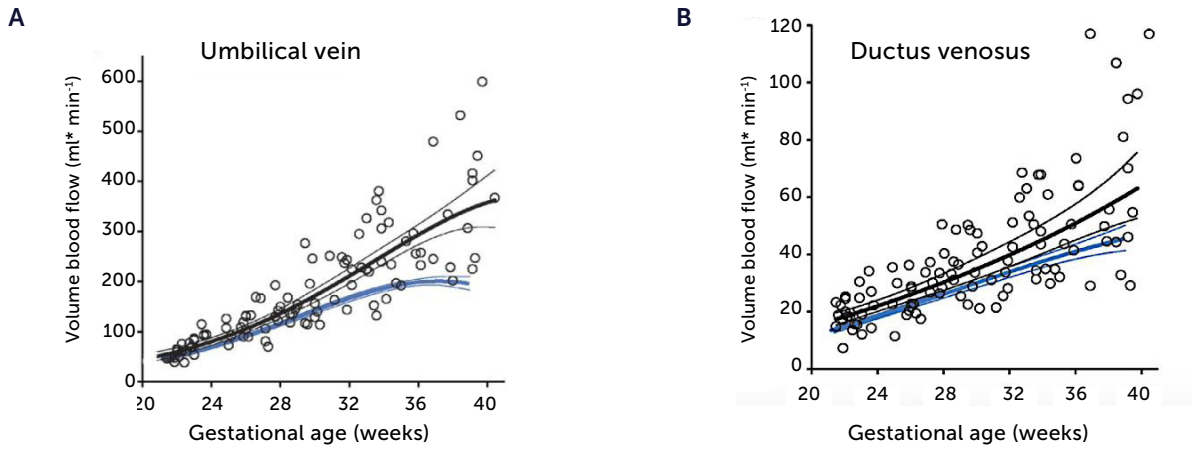 A
Umbilical vein
Volume blood flow (ml* min⁻¹)
600
500
400
300
200
100
0
20 24 28 32 36 40
Gestational age (weeks)
B
Ductus venosus
Volume blood flow (ml* min⁻¹)
120
100
80
60
40
20
0
20 24 28 32 36 40
Gestational age (weeks)